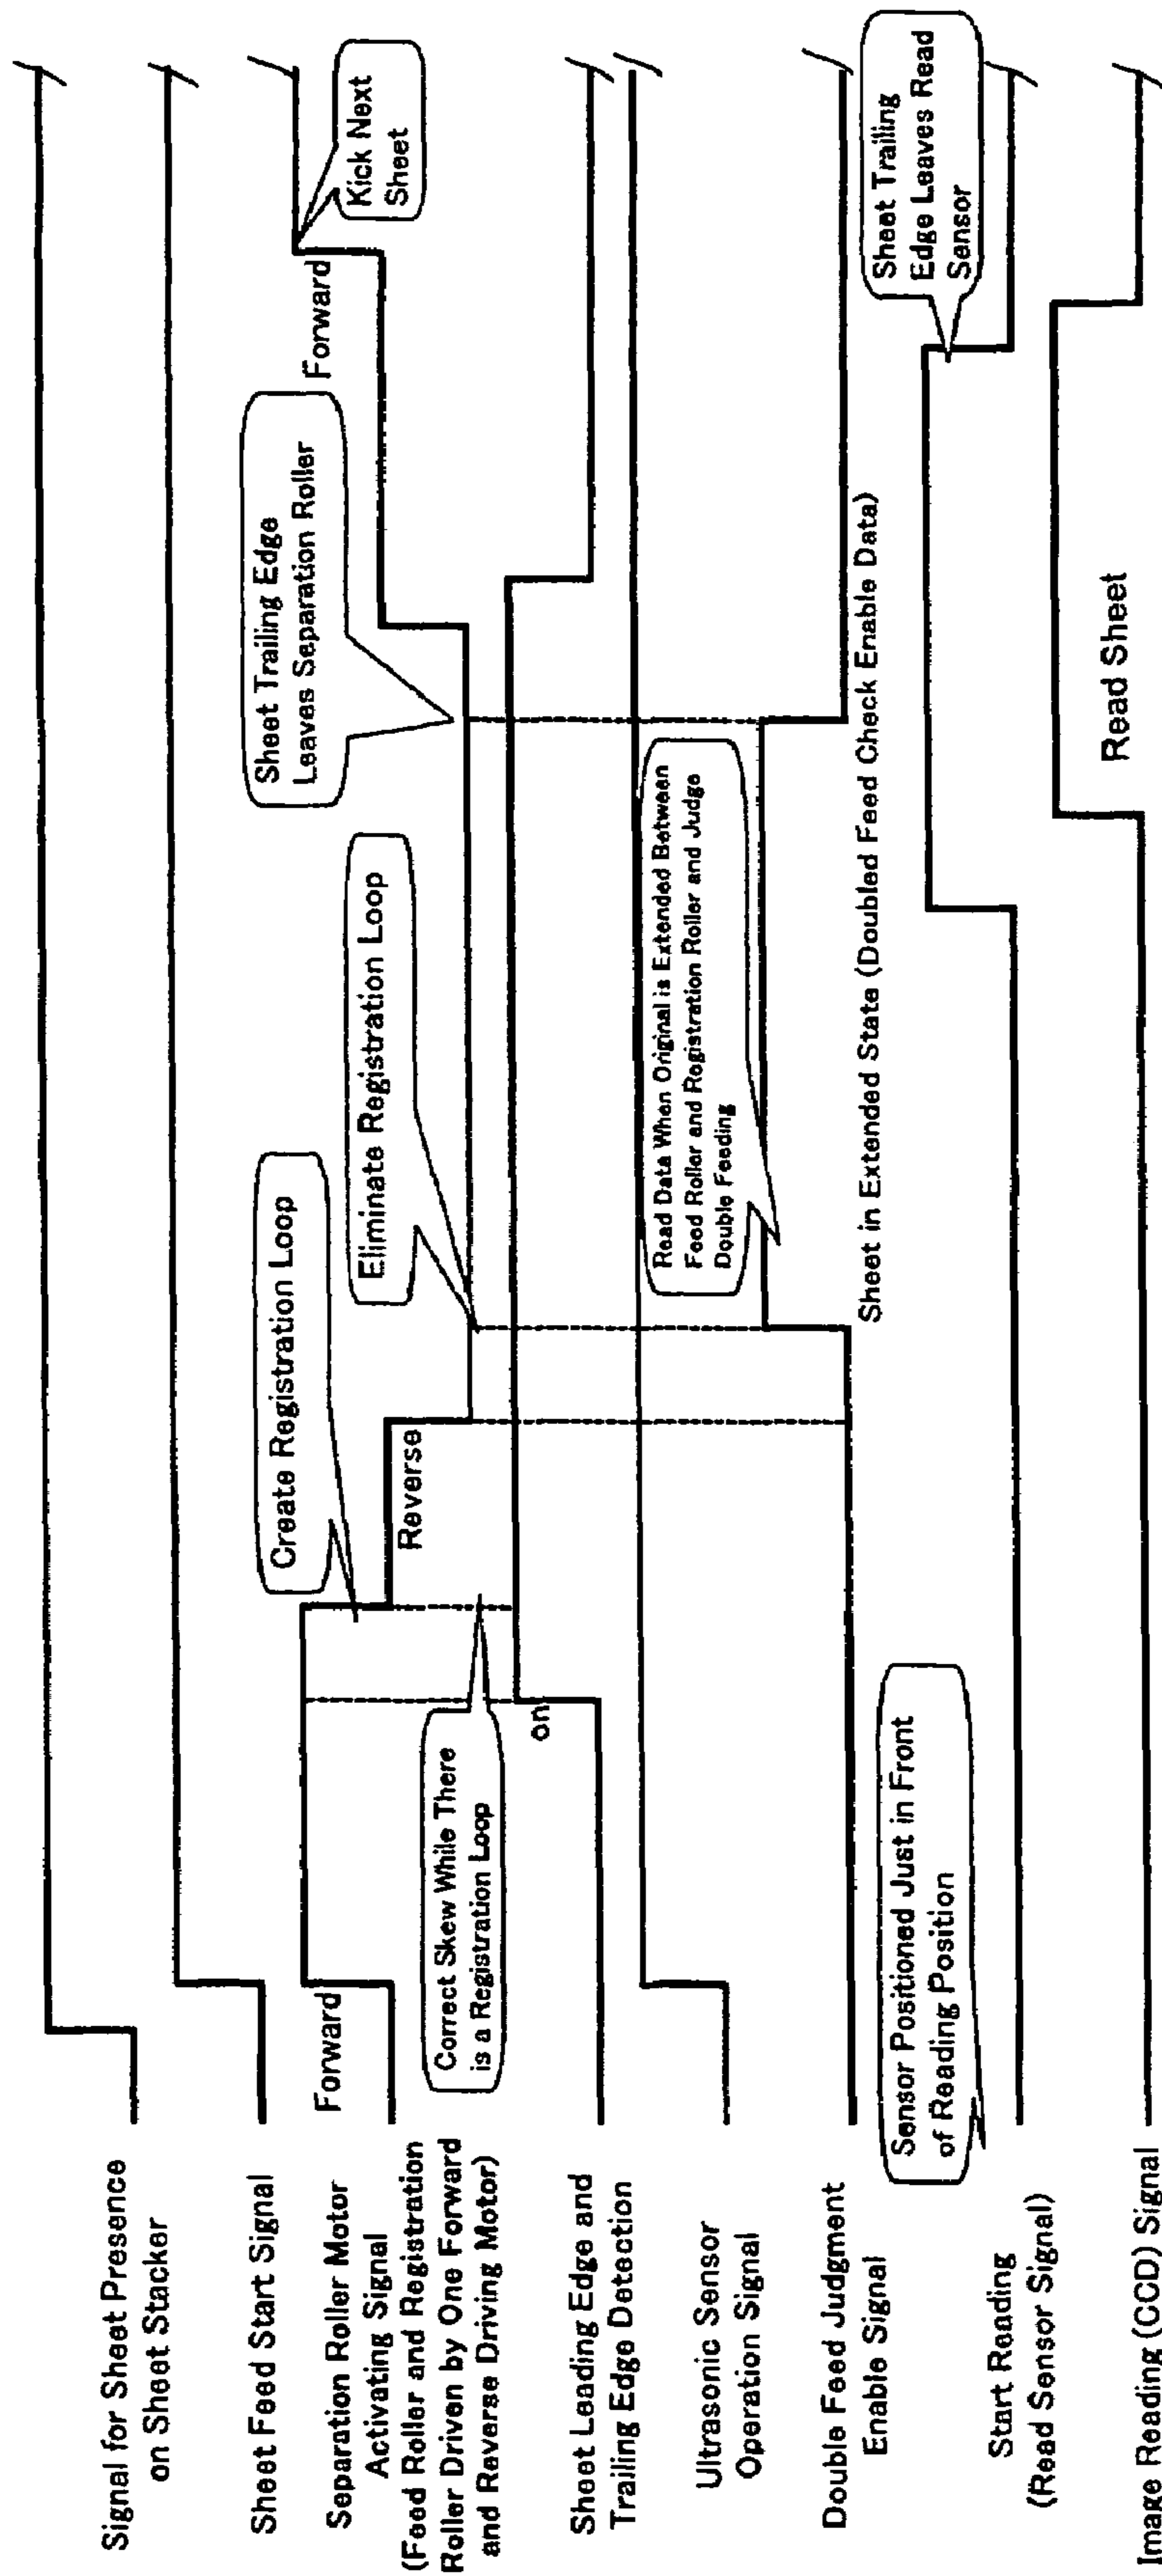 Signal for Sheet Presence
on Sheet Stacker
Sheet Feed Start Signal
Separation Roller Motor
Activating Signal
(Feed Roller and Registration
Roller Driven by One Forward
and Reverse Driving Motor)
Sheet Leading Edge and
Trailing Edge Detection
Ultrasonic Sensor
Operation Signal
Double Feed Judgment
Enable Signal
Start Reading
(Read Sensor Signal)
Image Reading (CCD) Signal
Forward
Correct Skew While There
is a Registration Loop
on
Create Registration Loop
Reverse
Eliminate Registration Loop
Sheet Trailing Edge
Leaves Separation Roller
Forward
Kick Next
Sheet
Read Data When Original is Extended Between
Feed Roller and Registration Roller and Judge
Double Feeding
Sheet in Extended State (Doubled Feed Check Enable Data)
Sensor Positioned Just in Front
of Reading Position
Sheet Trailing
Edge Leaves Read
Sensor
Read Sheet